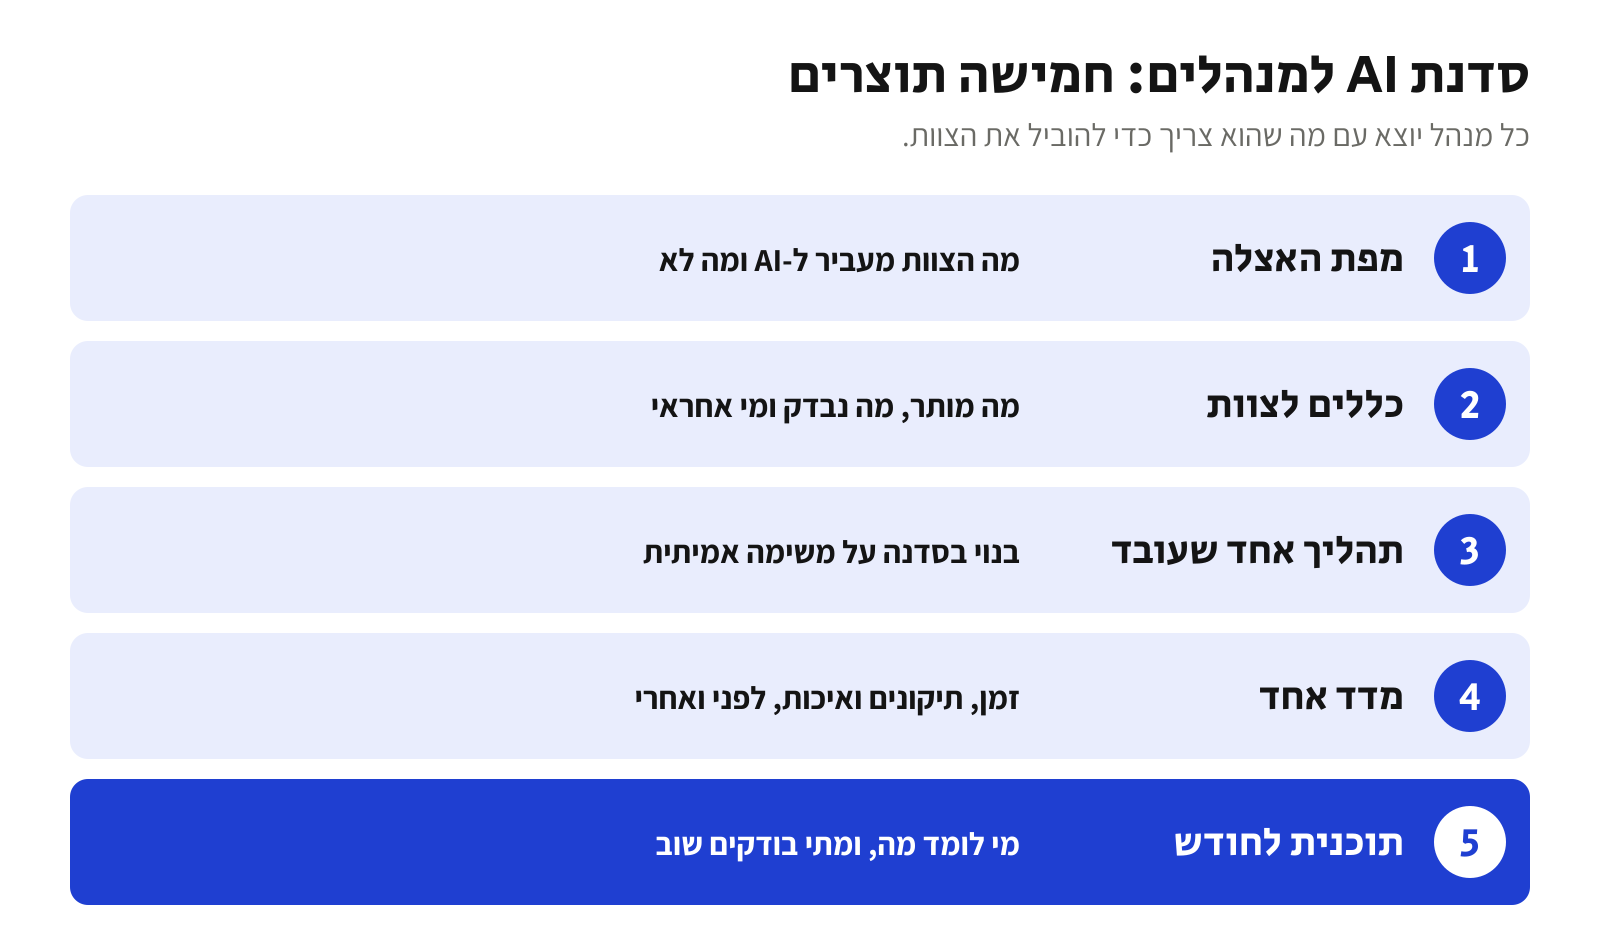 סדנת AI למנהלים: חמישה תוצרים
כל מנהל יוצא עם מה שהוא צריך כדי להוביל את הצוות.
1 מפת האצלה מה הצוות מעביר ל-AI ומה לא
2 כללים לצוות מה מותר, מה נבדק ומי אחראי
3 תהליך אחד שעובד בנוי בסדנה על משימה אמיתית
4 מדד אחד זמן, תיקונים ואיכות, לפני ואחרי
5 תוכנית לחודש מי לומד מה, ומתי בודקים שוב